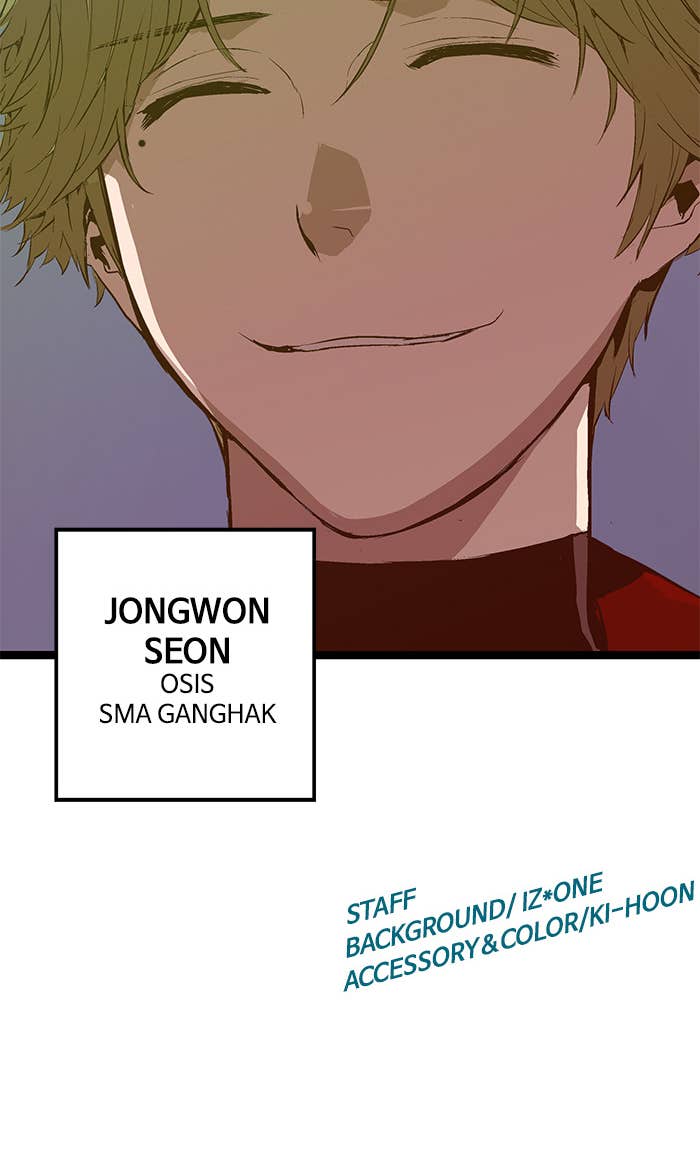 JONGWON
SEON
OSIS
SMA GANGHAK
STAFF
BACKGROUND/ IZ*ONE
ACCESSORY & COLOR/KI-HOON